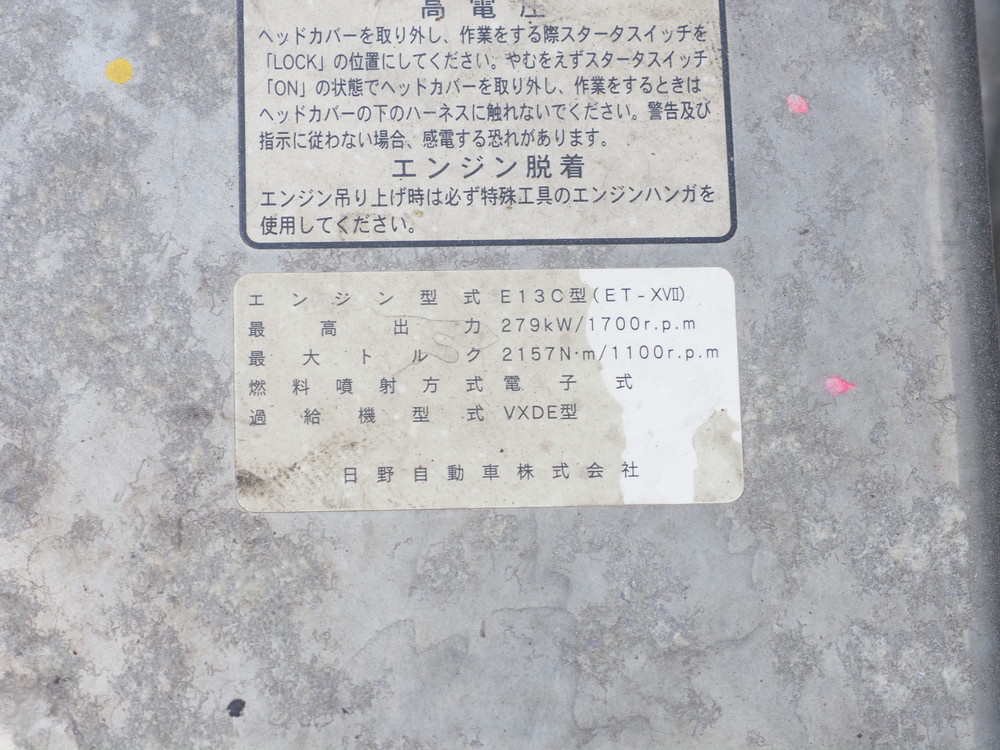 高電圧
ヘッドカバーを取り外し、作業をする際スタータスイッチを
「LOCK」の位置にしてください。やむをえずスタータスイッチ
「ON」の状態でヘッドカバーを取り外し、作業をするときは
ヘッドカバーの下のハーネスに触れないでください。警告及び
指示に従わない場合、感電する恐れがあります。
エンジン脱着
エンジン吊り上げ時は必ず特殊工具のエンジンハンガを
使用してください。
エンジン型式 E13C型(ET-XVII)
最高出力 279kW/1700r.p.m
最大トルク 2157N·m/1100r.p.m
燃料噴射方式 電子式
過給機型式 VXDE型
日野自動車株式会社